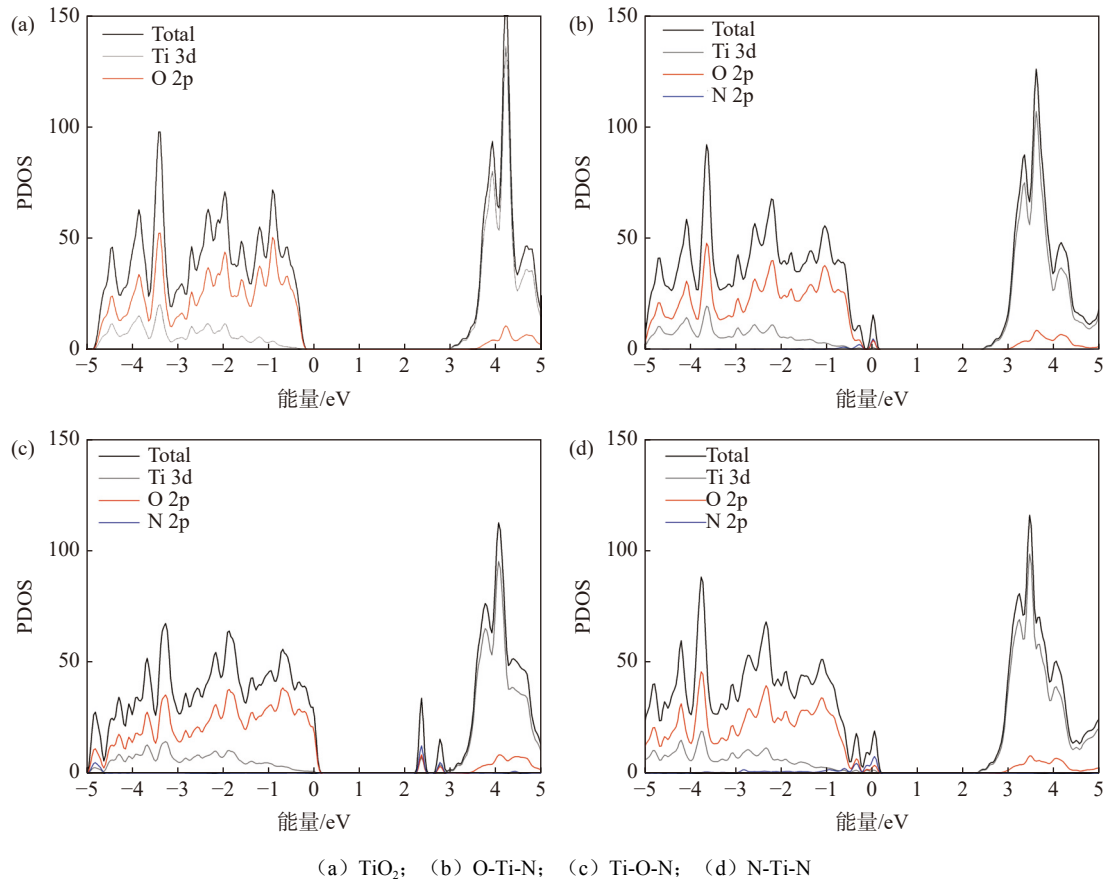 (a)
150
100
50
0
PDOS
Total
Ti 3d
O 2p
−5 −4 −3 −2 −1 0 1 2 3 4 5
能量/eV
(b)
150
100
50
0
PDOS
Total
Ti 3d
O 2p
N 2p
−5 −4 −3 −2 −1 0 1 2 3 4 5
能量/eV
(c)
150
100
50
0
PDOS
Total
Ti 3d
O 2p
N 2p
−5 −4 −3 −2 −1 0 1 2 3 4 5
能量/eV
(d)
150
100
50
0
PDOS
Total
Ti 3d
O 2p
N 2p
−5 −4 −3 −2 −1 0 1 2 3 4 5
能量/eV
（a）TiO₂； （b）O-Ti-N； （c）Ti-O-N； （d）N-Ti-N